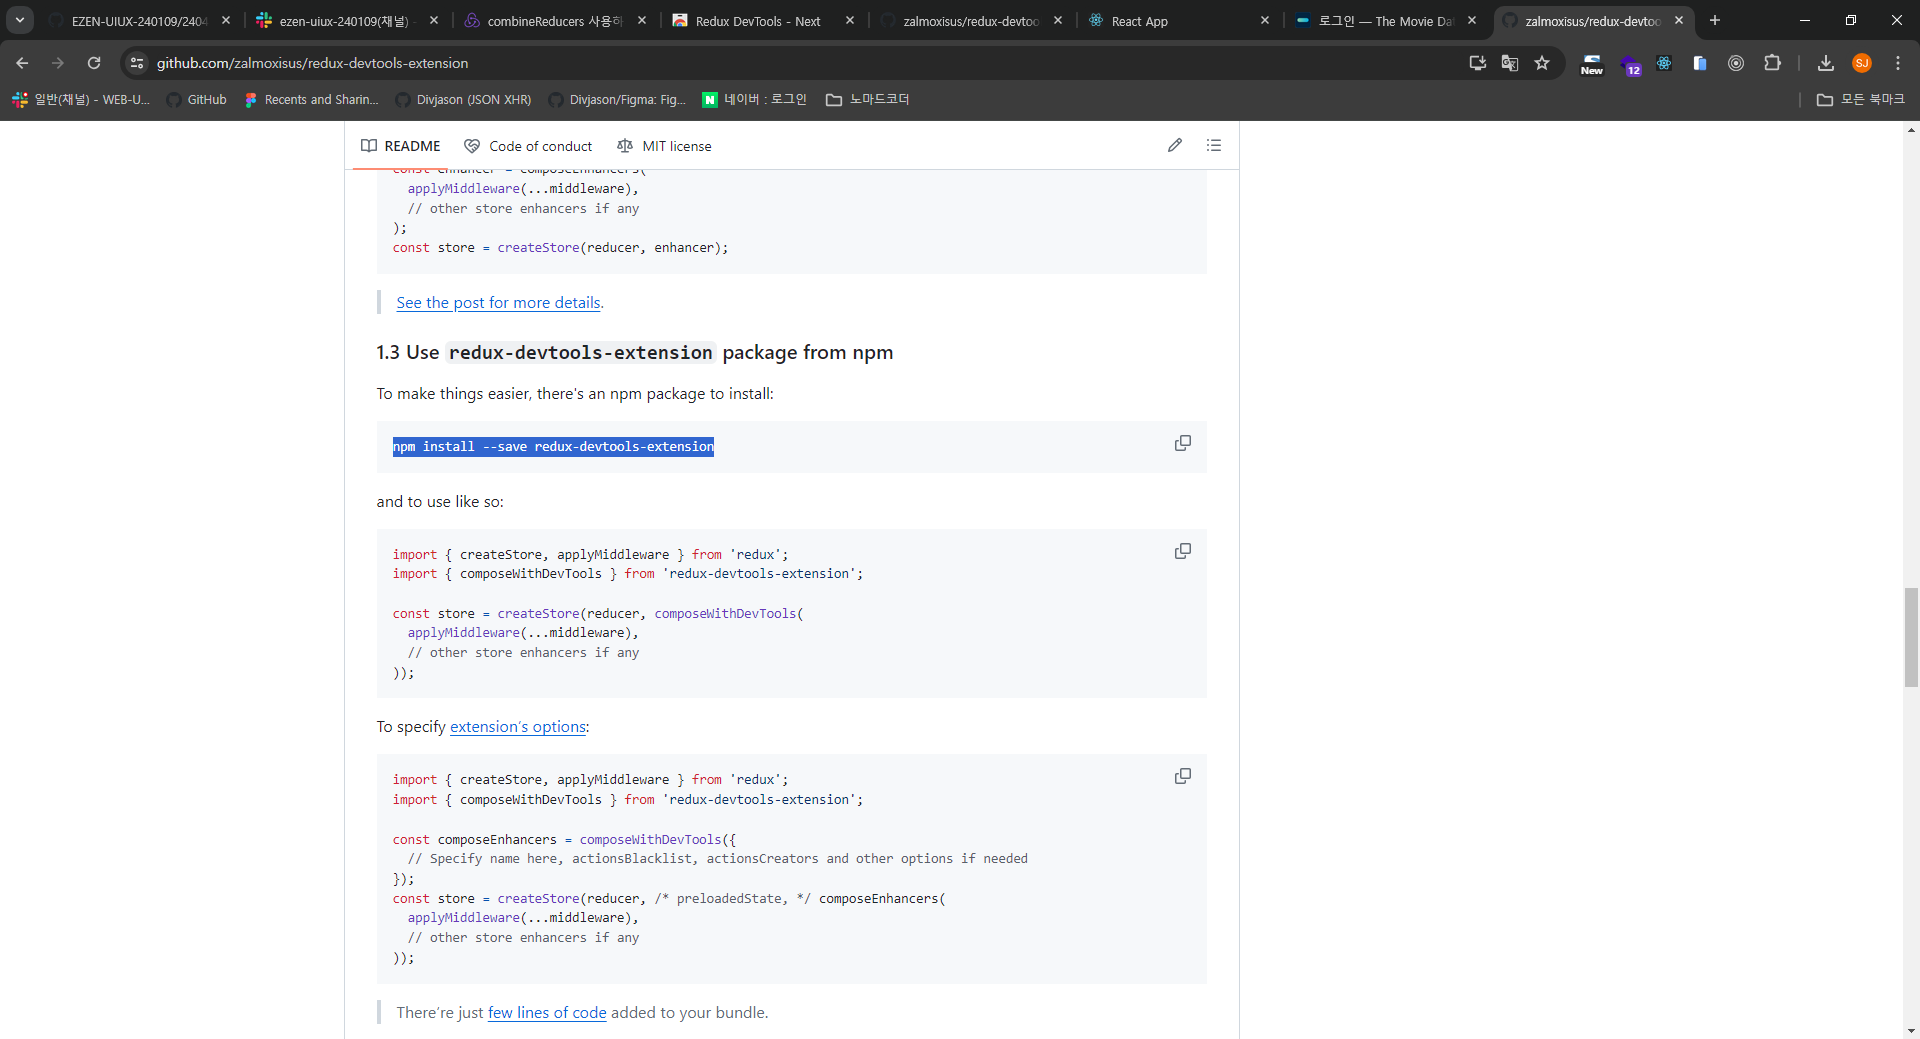 EZEN-UIUX-240109/2404
ezen-uiux-240109(채널) -
combineReducers 사용하
Redux DevTools - Next
zalmoxisus/redux-devtoo
React App
로그인 — The Movie Da
zalmoxisus/redux-devtoo
github.com/zalmoxisus/redux-devtools-extension
New
12
SJ
일반(채널) - WEB-U...
GitHub
Recents and Sharin...
Divjason (JSON XHR)
Divjason/Figma: Fig...
N
네이버 : 로그인
노마드코더
모든 북마크
README
Code of conduct
MIT license
const enhancer = composeEnhancers(
applyMiddleware(...middleware),
// other store enhancers if any
);
const store = createStore(reducer, enhancer);
See the post for more details.
1.3 Use redux-devtools-extension package from npm
To make things easier, there's an npm package to install:
npm install --save redux-devtools-extension
and to use like so:
import { createStore, applyMiddleware } from 'redux';
import { composeWithDevTools } from 'redux-devtools-extension';
const store = createStore(reducer, composeWithDevTools(
applyMiddleware(...middleware),
// other store enhancers if any
));
To specify extension’s options:
import { createStore, applyMiddleware } from 'redux';
import { composeWithDevTools } from 'redux-devtools-extension';
const composeEnhancers = composeWithDevTools({
// Specify name here, actionsBlacklist, actionsCreators and other options if needed
});
const store = createStore(reducer, /* preloadedState, */ composeEnhancers(
applyMiddleware(...middleware),
// other store enhancers if any
));
There’re just few lines of code added to your bundle.